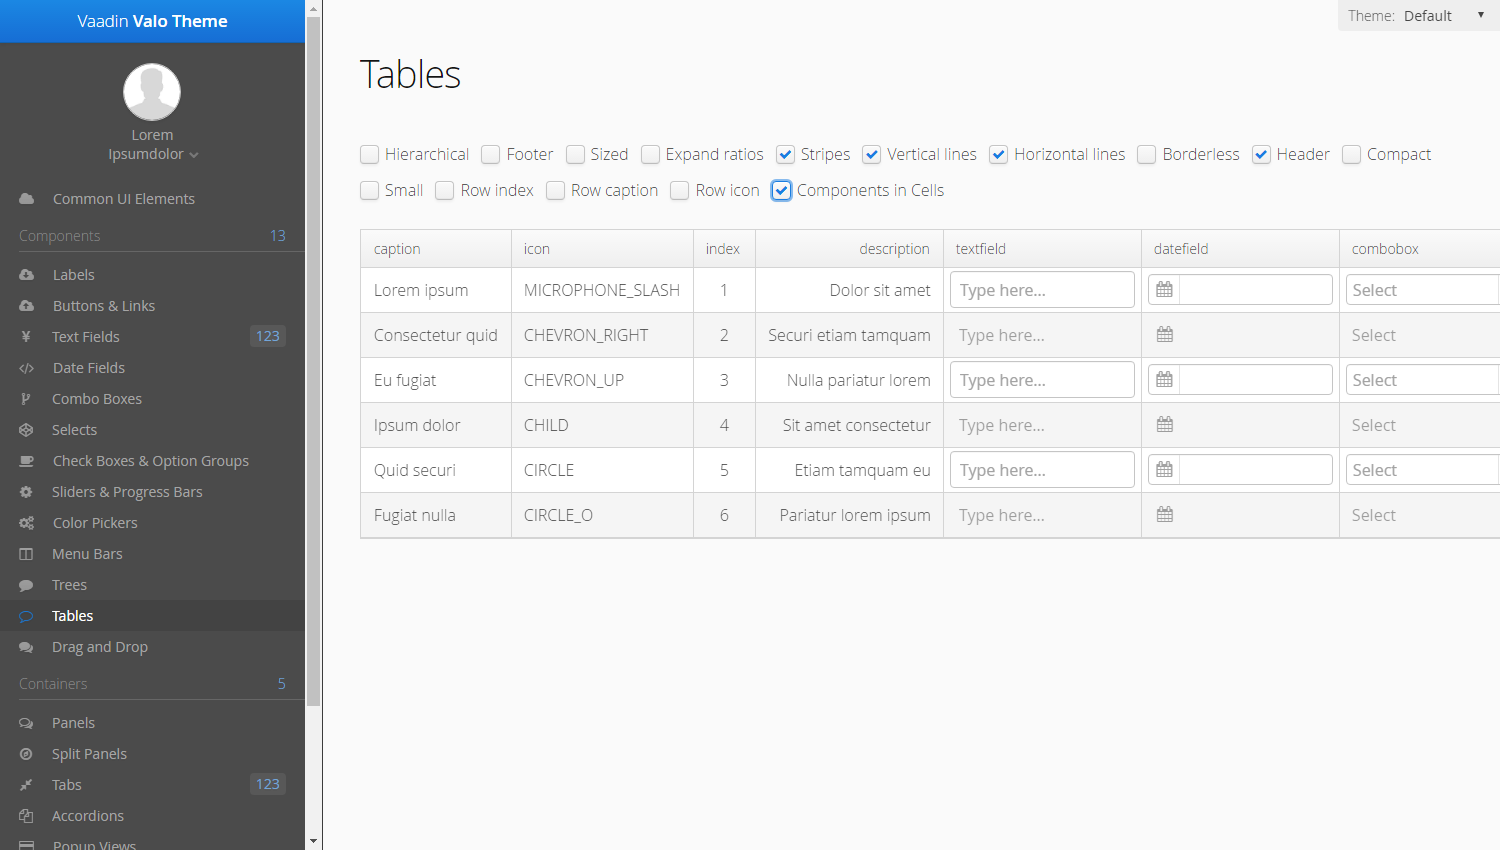 Vaadin Valo Theme
Lorem
Ipsumdolor
Common UI Elements
Components 13
Labels
Buttons & Links
Text Fields 123
Date Fields
Combo Boxes
Selects
Check Boxes & Option Groups
Sliders & Progress Bars
Color Pickers
Menu Bars
Trees
Tables
Drag and Drop
Containers 5
Panels
Split Panels
Tabs 123
Accordions
Popup Views
Theme: Default
Tables
Hierarchical Footer Sized Expand ratios Stripes Vertical lines Horizontal lines Borderless Header Compact
Small Row index Row caption Row icon Components in Cells
caption icon index description textfield datefield combobox
Lorem ipsum MICROPHONE_SLASH 1 Dolor sit amet Type here... Select
Consectetur quid CHEVRON_RIGHT 2 Securi etiam tamquam Type here... Select
Eu fugiat CHEVRON_UP 3 Nulla pariatur lorem Type here... Select
Ipsum dolor CHILD 4 Sit amet consectetur Type here... Select
Quid securi CIRCLE 5 Etiam tamquam eu Type here... Select
Fugiat nulla CIRCLE_O 6 Pariatur lorem ipsum Type here... Select